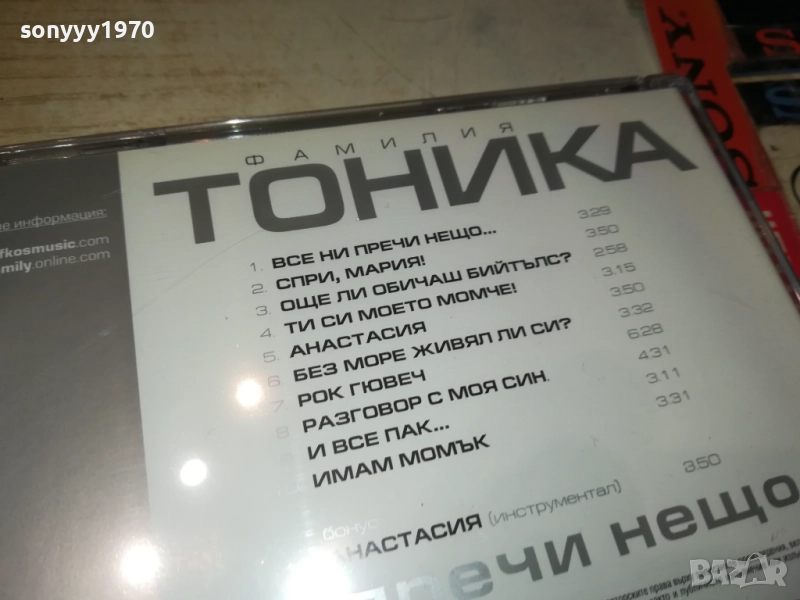 sonyyy1970
ФАМИЛИЯ
ТОНИКА
информация:
fkosmusic.com
mily.online.com
1. ВСЕ НИ ПРЕЧИ НЕЩО... 3.29
2. СПРИ, МАРИЯ! 3.50
3. ОЩЕ ЛИ ОБИЧАШ БИЙТЪЛС? 2.58
4. ТИ СИ МОЕТО МОМЧЕ! 3.15
5. АНАСТАСИЯ 3.50
6. БЕЗ МОРЕ ЖИВЯЛ ЛИ СИ? 3.32
7. РОК ГЮВЕЧ 6.28
8. РАЗГОВОР С МОЯ СИН. 4.31
И ВСЕ ПАК... 3.11
ИМАМ МОМЪК 3.31
бонус
АНАСТАСИЯ (инструментал) 3.50
пречи нещо
SONY
BAZAR